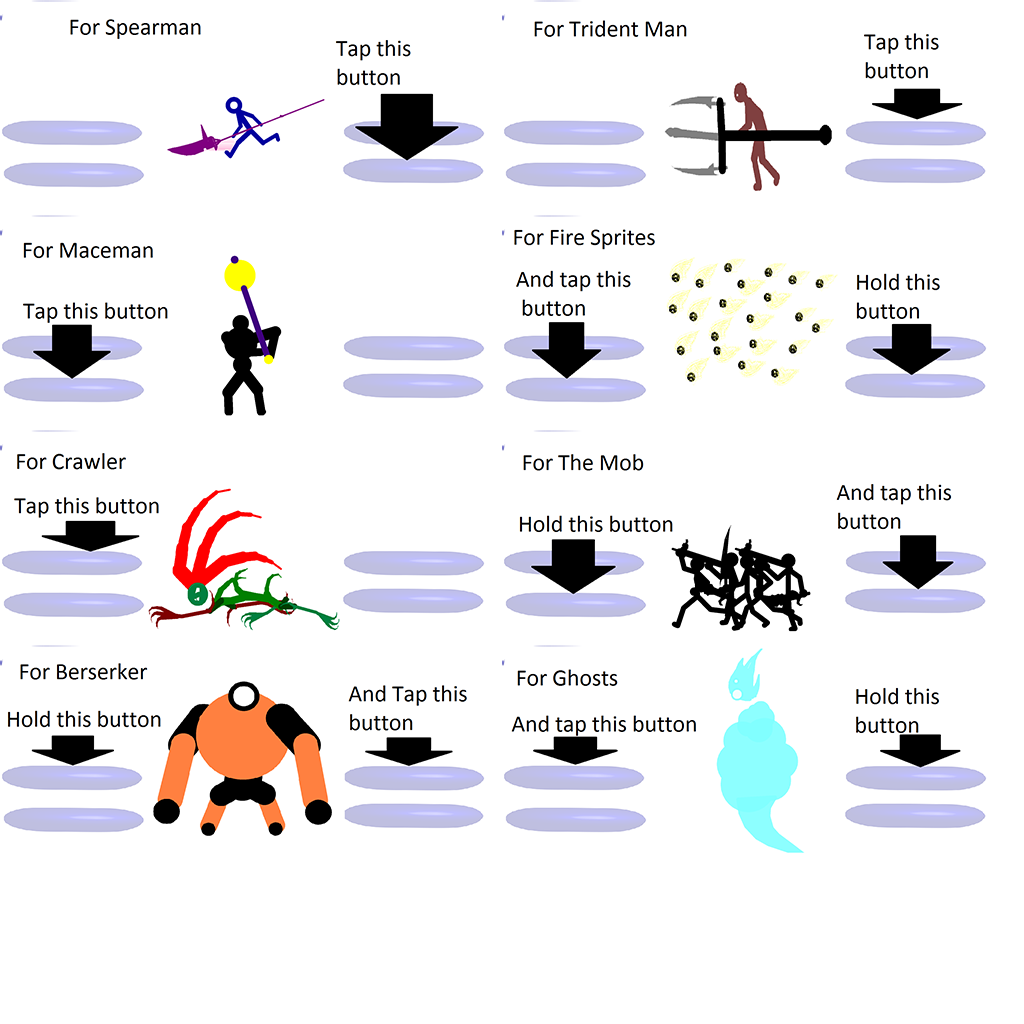 For Spearman
Tap this
button
For Trident Man
Tap this
button
For Maceman
Tap this button
For Fire Sprites
And tap this
button
Hold this
button
For Crawler
Tap this button
For The Mob
Hold this button
And tap this
button
For Berserker
Hold this button
And Tap this
button
For Ghosts
And tap this button
Hold this
button